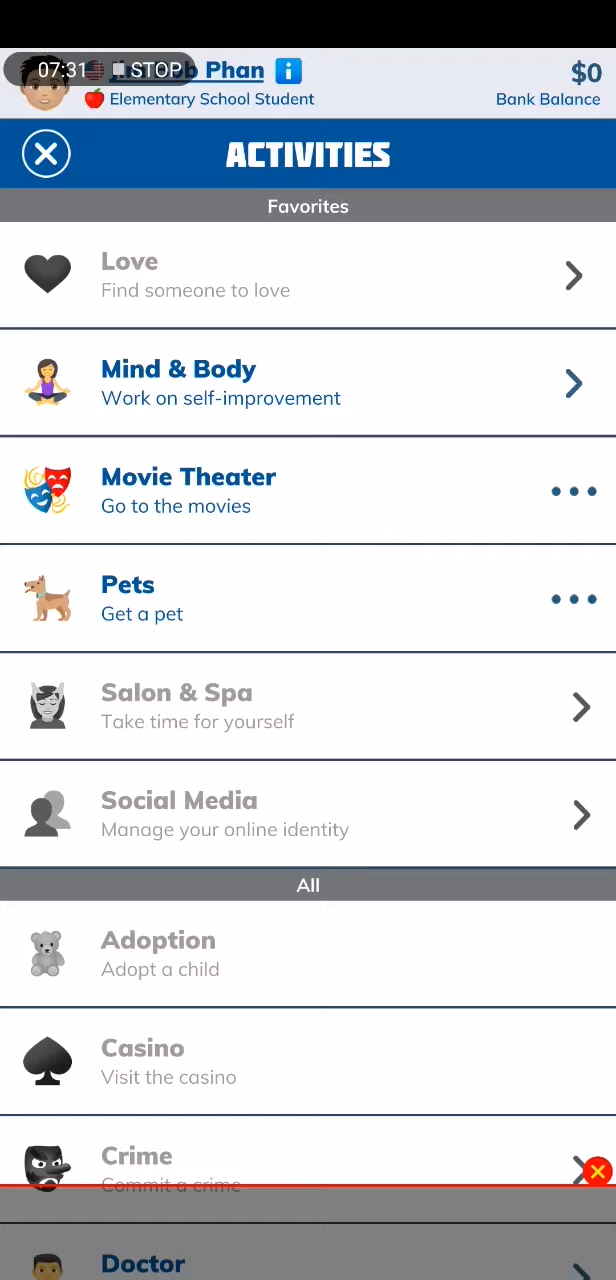 07:31 STOP b Phan
$0
Elementary School Student
Bank Balance
ACTIVITIES
Favorites
Love
Find someone to love
Mind & Body
Work on self-improvement
Movie Theater
Go to the movies
Pets
Get a pet
Salon & Spa
Take time for yourself
Social Media
Manage your online identity
All
Adoption
Adopt a child
Casino
Visit the casino
Crime
Commit a crime
Doctor